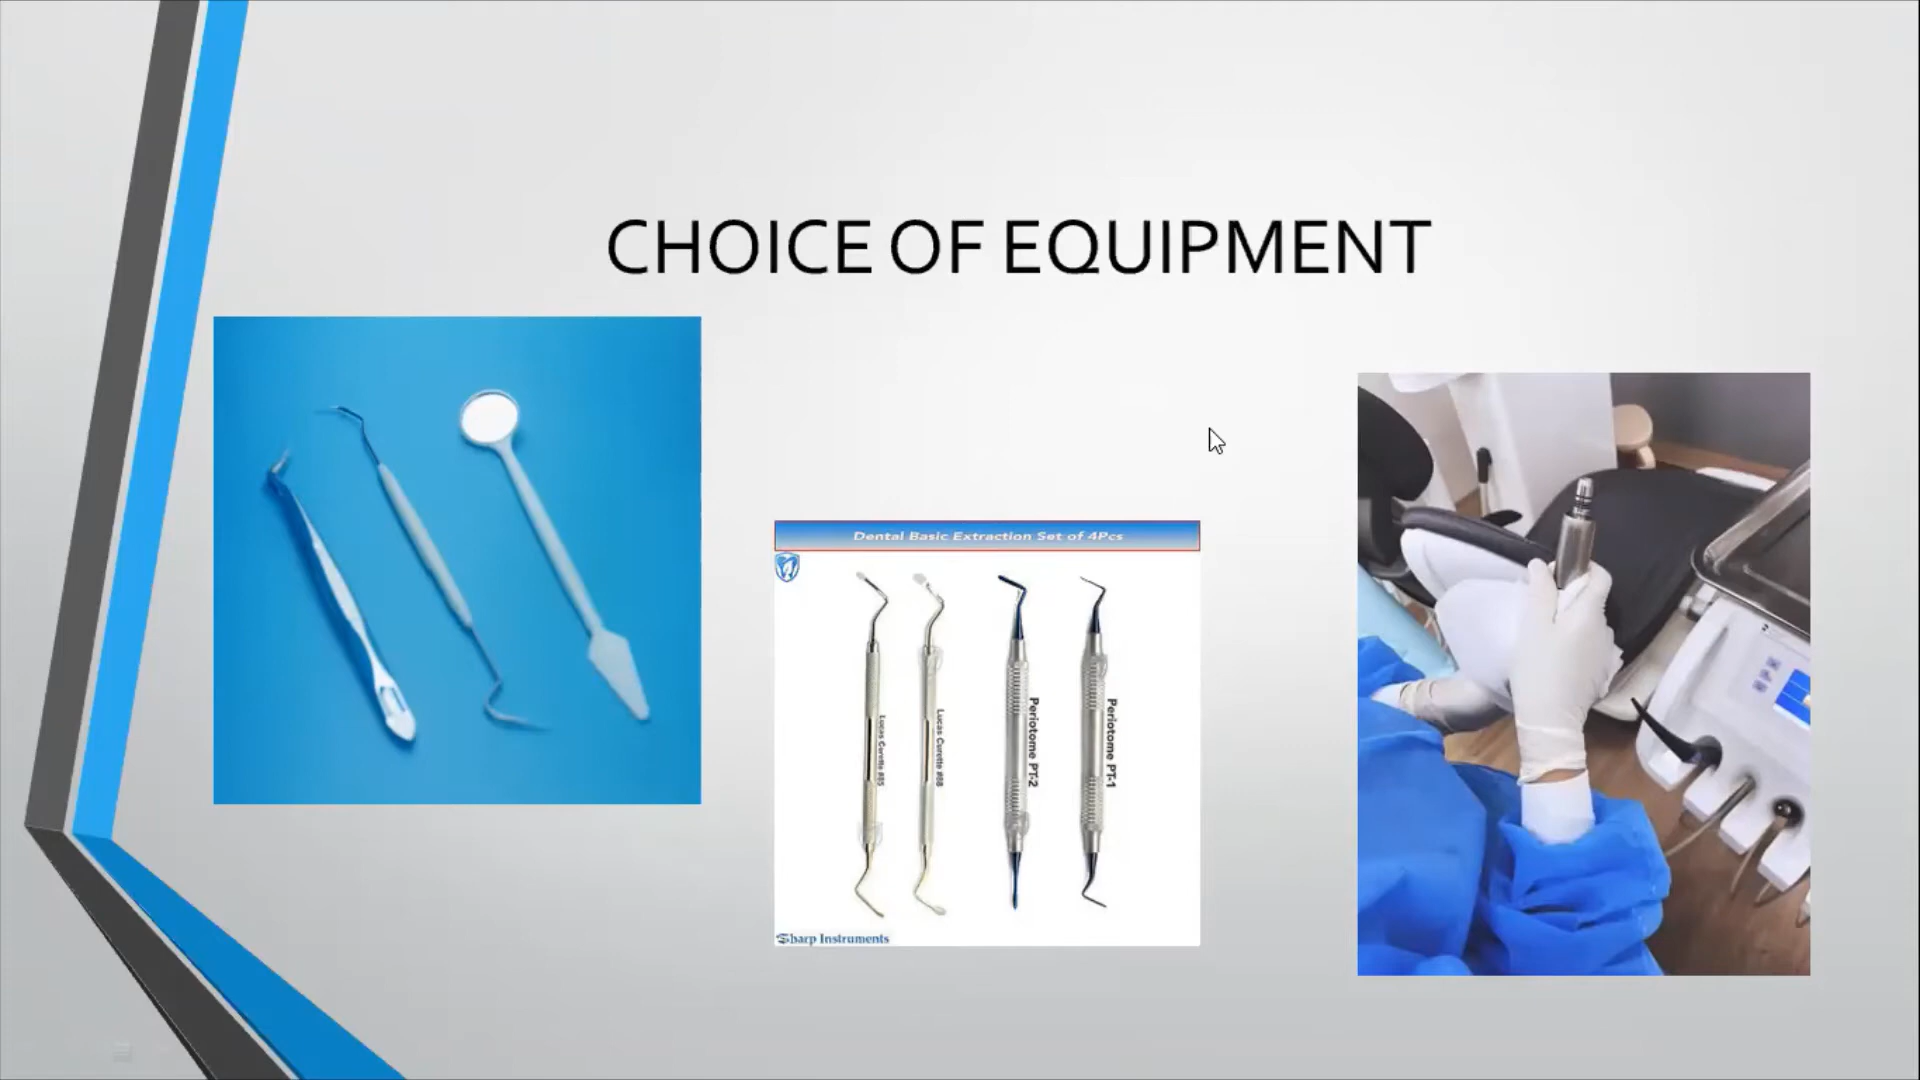 CHOICE OF EQUIPMENT
Dental Basic Extraction Set of 4Pcs
Lucas Curette #85
Lucas Curette #88
Periotome PT-2
Periotome PT-1
Sharp Instruments